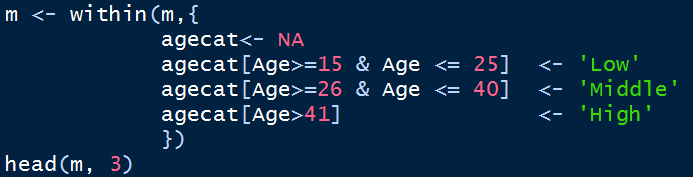 m <- within(m,{
agecat<- NA
agecat[Age>=15 & Age <= 25] <- 'Low'
agecat[Age>=26 & Age <= 40] <- 'Middle'
agecat[Age>41] <- 'High'
})
head(m, 3)